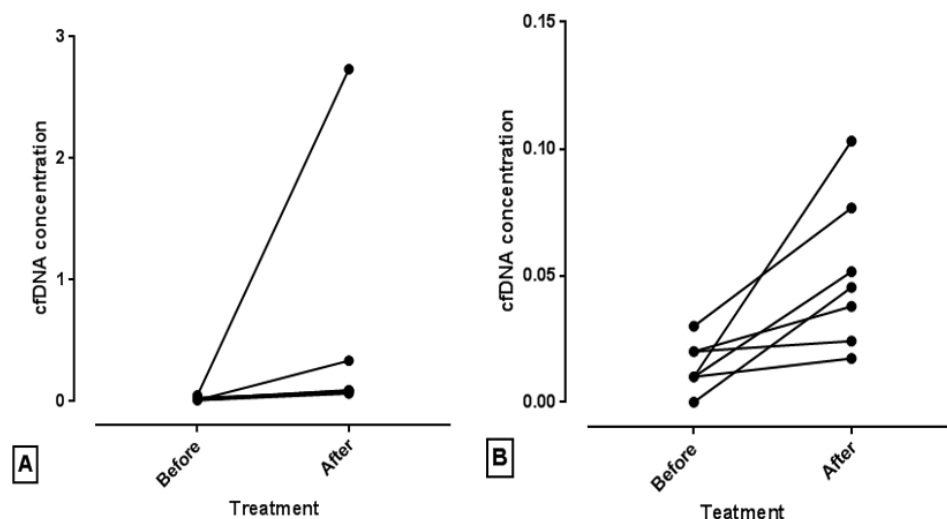 3
2
1
0
cfDNA concentration
Before
After
Treatment
A
0.15
0.10
0.05
0.00
cfDNA concentration
Before
After
Teatment
B